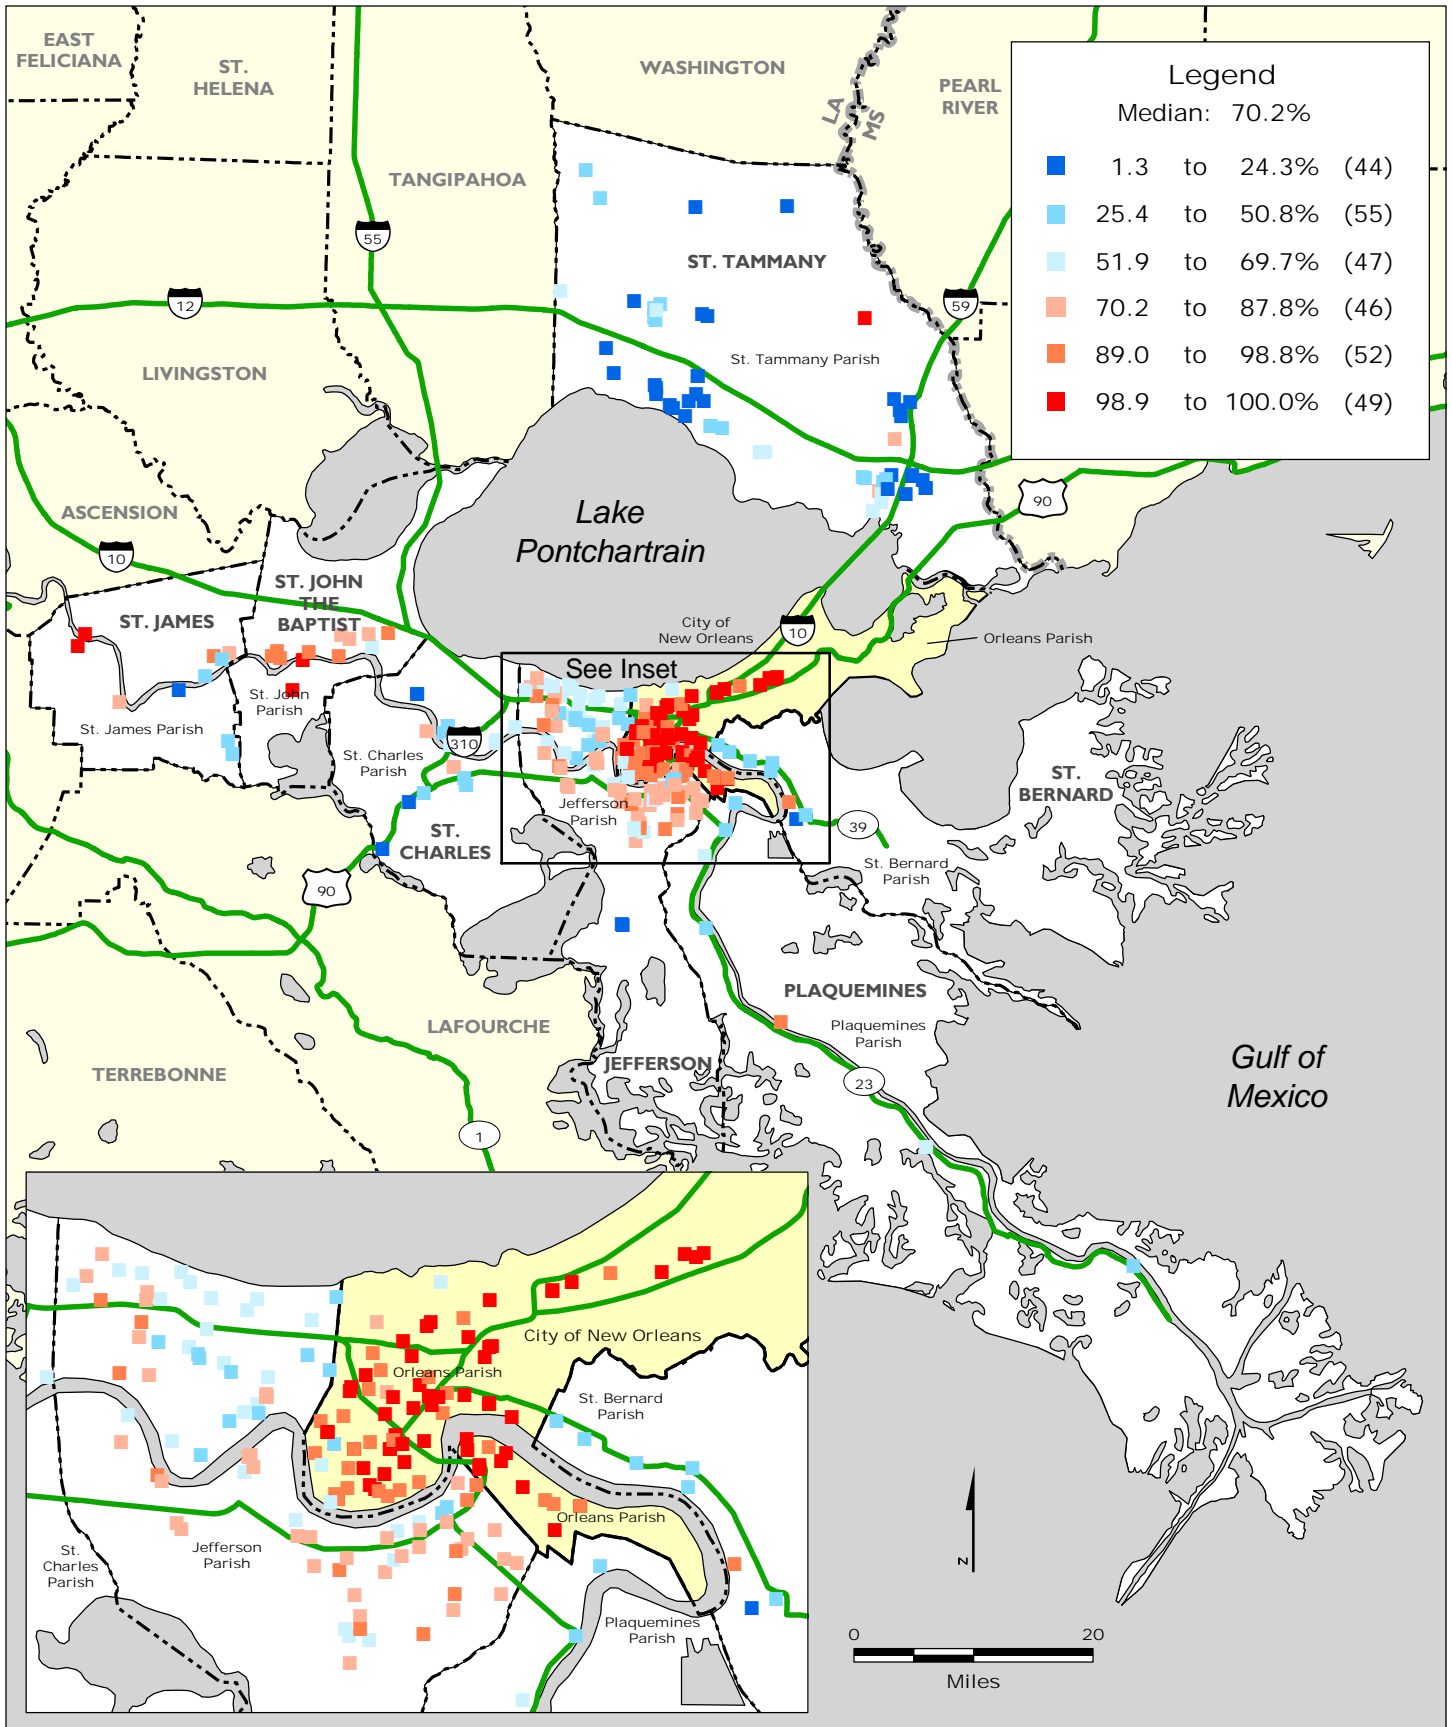 EAST
FELICIANA
ST.
HELENA
WASHINGTON
PEARL
RIVER
LA
MS
TANGIPAHOA
Legend
Median: 70.2%
1.3 to 24.3% (44)
25.4 to 50.8% (55)
51.9 to 69.7% (47)
70.2 to 87.8% (46)
89.0 to 98.8% (52)
98.9 to 100.0% (49)
55
12
59
ST. TAMMANY
St. Tammany Parish
LIVINGSTON
90
ASCENSION
10
Lake
Pontchartrain
ST. JOHN
THE
BAPTIST
ST. JAMES
City of
New Orleans
10
Orleans Parish
See Inset
St. John
Parish
St. James Parish
310
St. Charles
Parish
ST.
BERNARD
Jefferson
Parish
39
ST.
CHARLES
St. Bernard
Parish
90
PLAQUEMINES
Plaquemines
Parish
LAFOURCHE
JEFFERSON
TERREBONNE
23
Gulf of
Mexico
1
City of New Orleans
Orleans Parish
St. Bernard
Parish
Orleans Parish
Jefferson
Parish
St.
Charles
Parish
Plaquemines
Parish
N
0 20
Miles